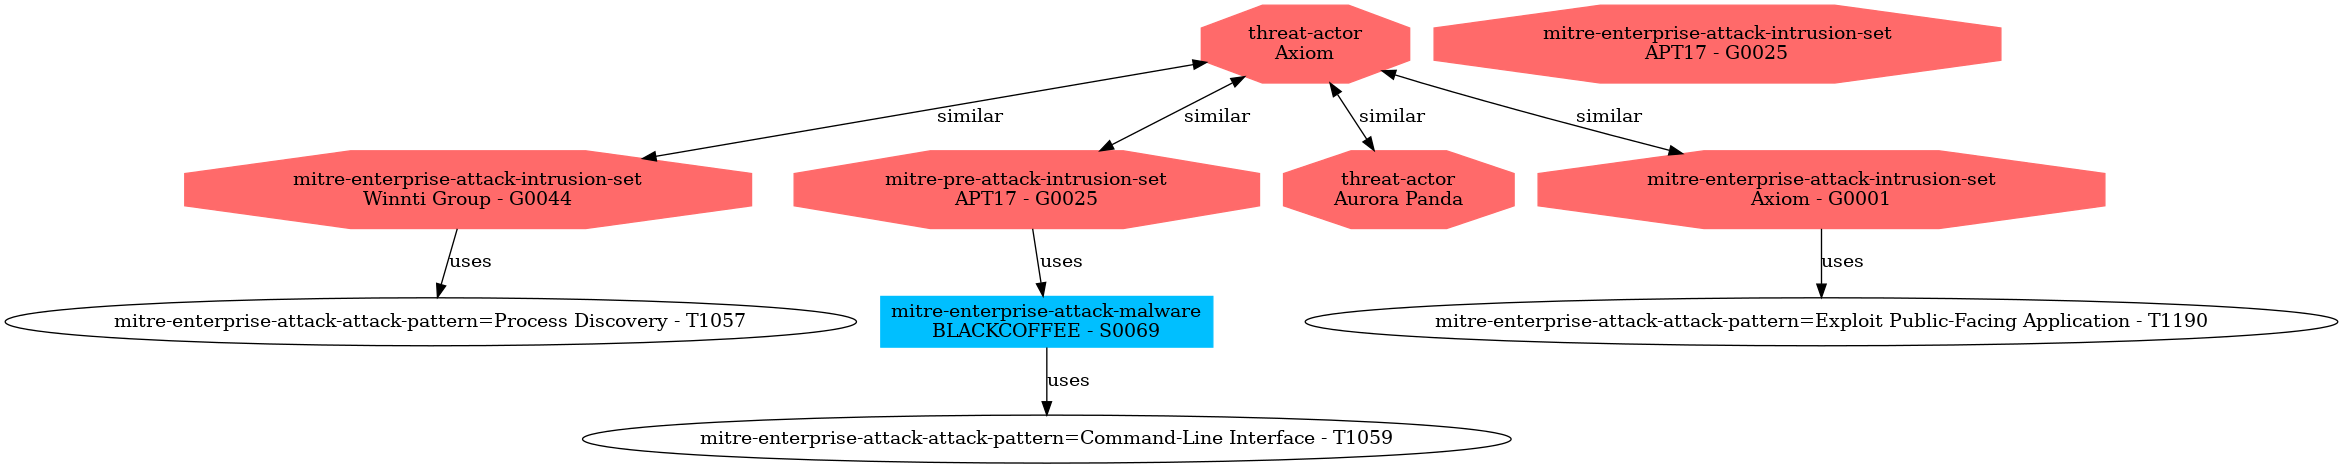 threat-actor
Axiom
mitre-enterprise-attack-intrusion-set
APT17 - G0025
similar
similar
similar
similar
mitre-enterprise-attack-intrusion-set
Winnti Group - G0044
mitre-pre-attack-intrusion-set
APT17 - G0025
threat-actor
Aurora Panda
mitre-enterprise-attack-intrusion-set
Axiom - G0001
uses
uses
uses
mitre-enterprise-attack-attack-pattern=Process Discovery - T1057
mitre-enterprise-attack-malware
BLACKCOFFEE - S0069
mitre-enterprise-attack-attack-pattern=Exploit Public-Facing Application - T1190
uses
mitre-enterprise-attack-attack-pattern=Command-Line Interface - T1059